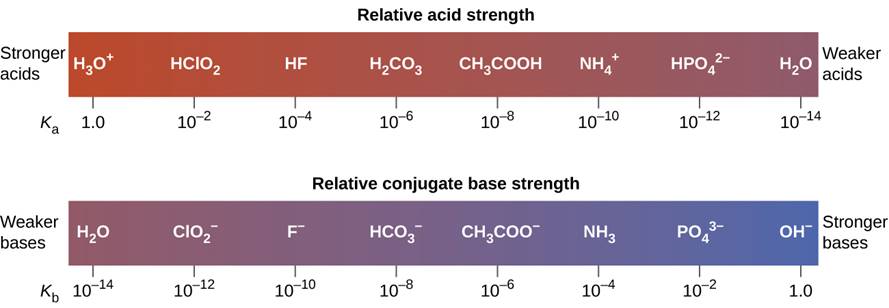 Relative acid strength
Stronger acids H₃O⁺ HClO₂ HF H₂CO₃ CH₃COOH NH₄⁺ HPO₄²⁻ H₂O Weaker acids
Kₐ 1.0 10⁻² 10⁻⁴ 10⁻⁶ 10⁻⁸ 10⁻¹⁰ 10⁻¹² 10⁻¹⁴
Relative conjugate base strength
Weaker bases H₂O ClO₂⁻ F⁻ HCO₃⁻ CH₃COO⁻ NH₃ PO₄³⁻ OH⁻ Stronger bases
K_b 10⁻¹⁴ 10⁻¹² 10⁻¹⁰ 10⁻⁸ 10⁻⁶ 10⁻⁴ 10⁻² 1.0